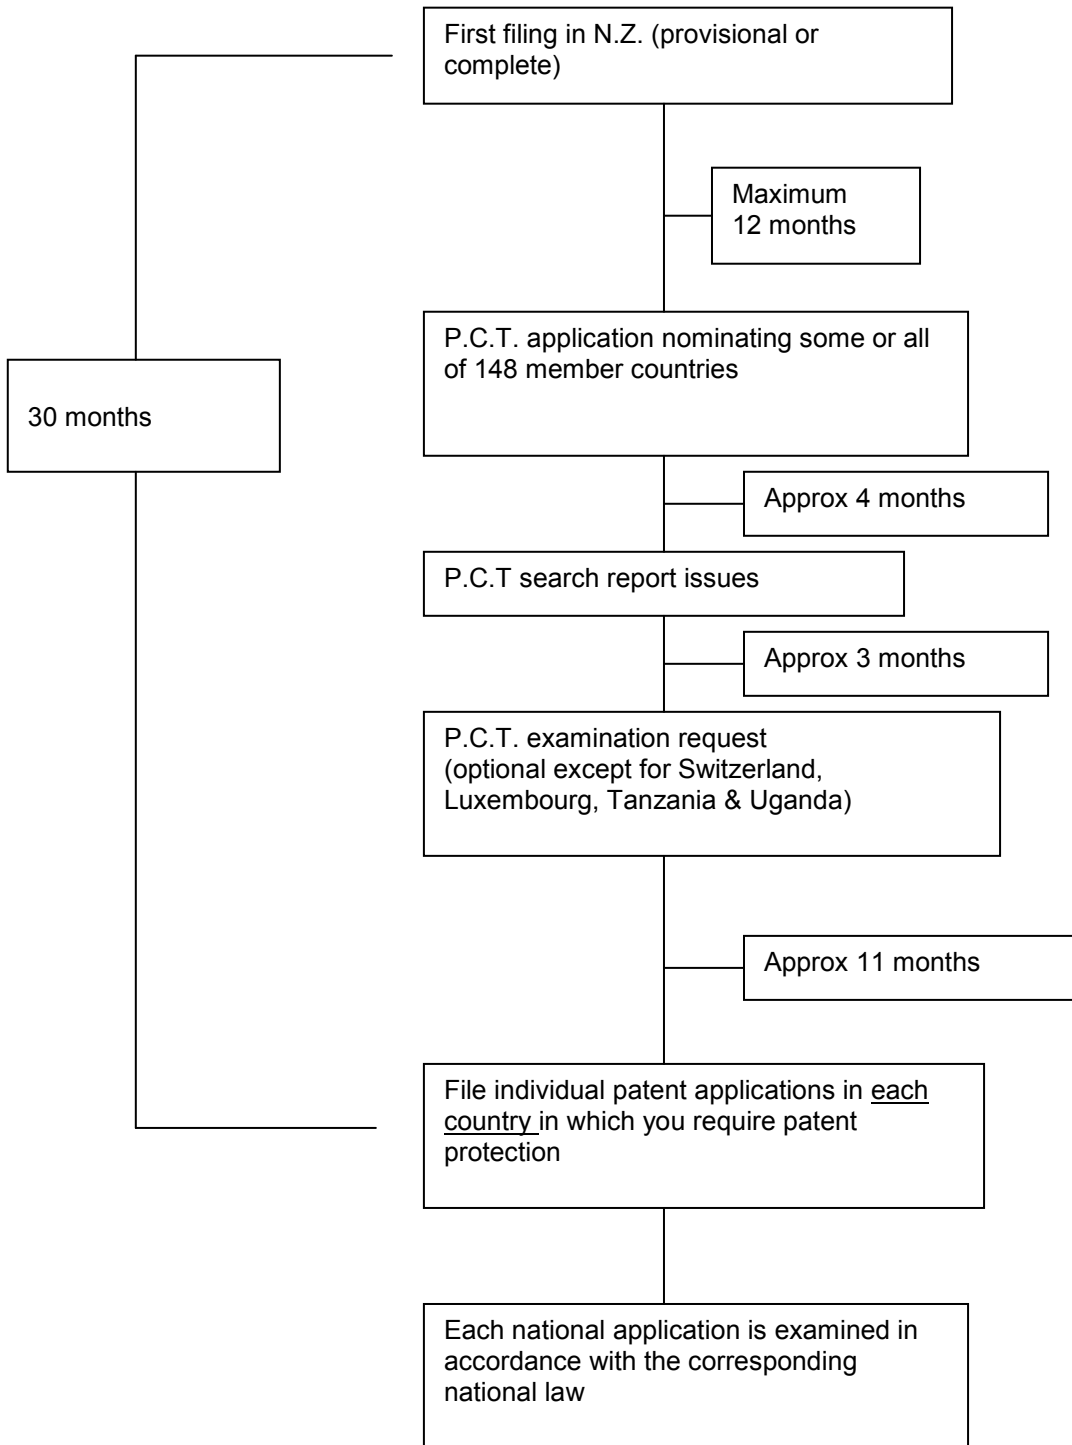 First filing in N.Z. (provisional or
complete)
Maximum
12 months
P.C.T. application nominating some or all
of 148 member countries
30 months
Approx 4 months
P.C.T search report issues
Approx 3 months
P.C.T. examination request
(optional except for Switzerland,
Luxembourg, Tanzania & Uganda)
Approx 11 months
File individual patent applications in each
country in which you require patent
protection
Each national application is examined in
accordance with the corresponding
national law